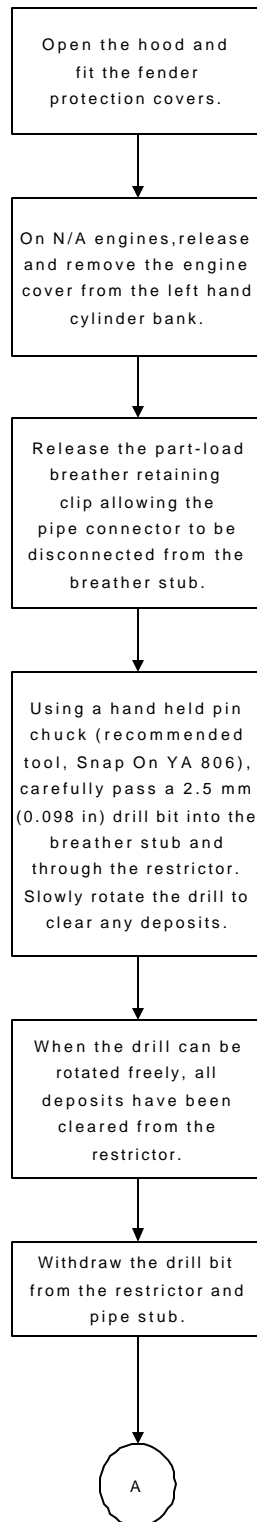 Open the hood and
fit the fender
protection covers.
On N/A engines,release
and remove the engine
cover from the left hand
cylinder bank.
Release the part-load
breather retaining
clip allowing the
pipe connector to be
disconnected from the
breather stub.
Using a hand held pin
chuck (recommended
tool, Snap On YA 806),
carefully pass a 2.5 mm
(0.098 in) drill bit into the
breather stub and
through the restrictor.
Slowly rotate the drill to
clear any deposits.
When the drill can be
rotated freely, all
deposits have been
cleared from the
restrictor.
Withdraw the drill bit
from the restrictor and
pipe stub.
A